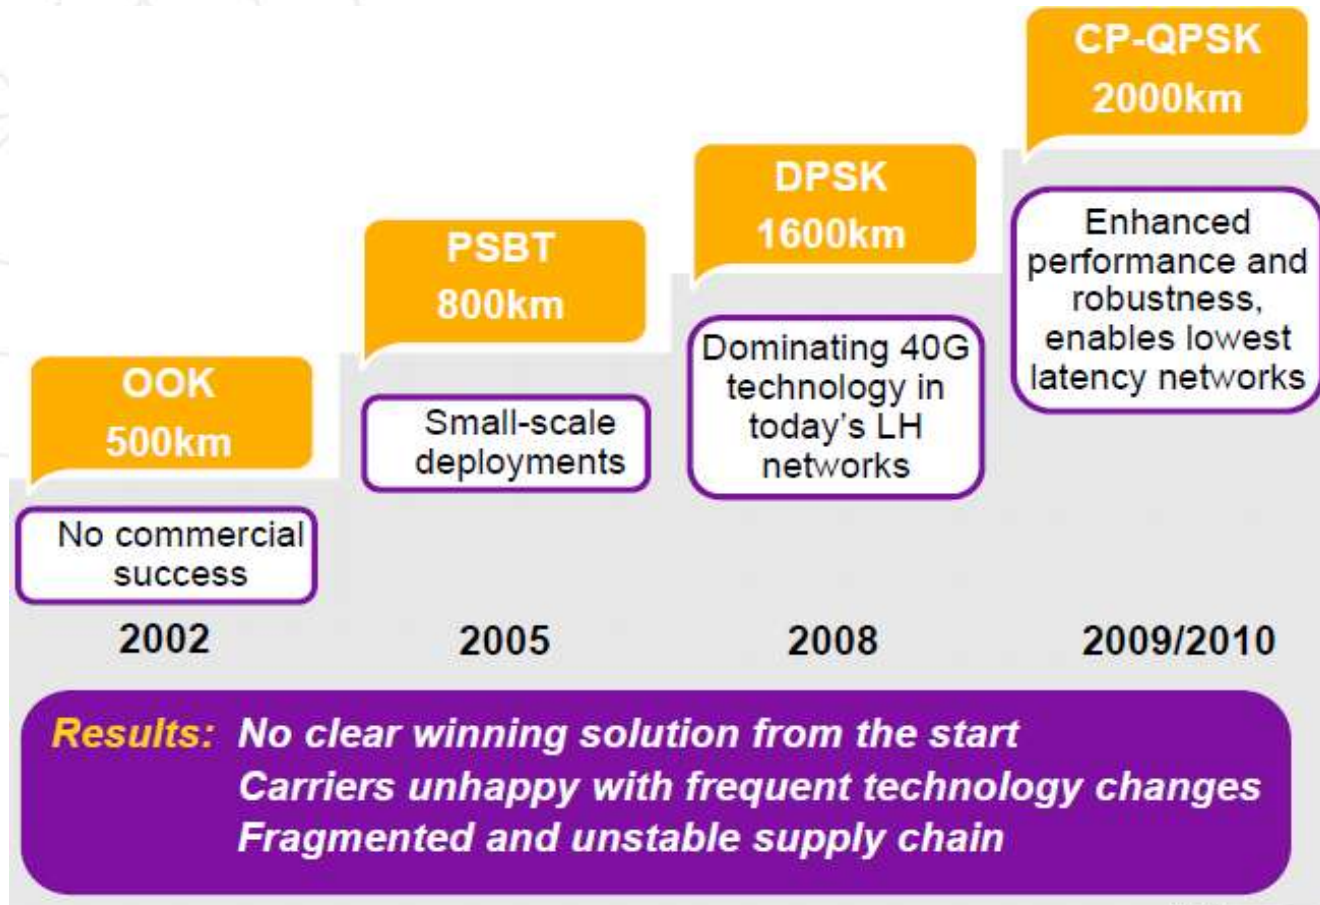 OOK
500km
No commercial
success
2002
PSBT
800km
Small-scale
deployments
2005
DPSK
1600km
Dominating 40G
technology in
today's LH
networks
2008
CP-QPSK
2000km
Enhanced
performance and
robustness,
enables lowest
latency networks
2009/2010
Results: No clear winning solution from the start
Carriers unhappy with frequent technology changes
Fragmented and unstable supply chain